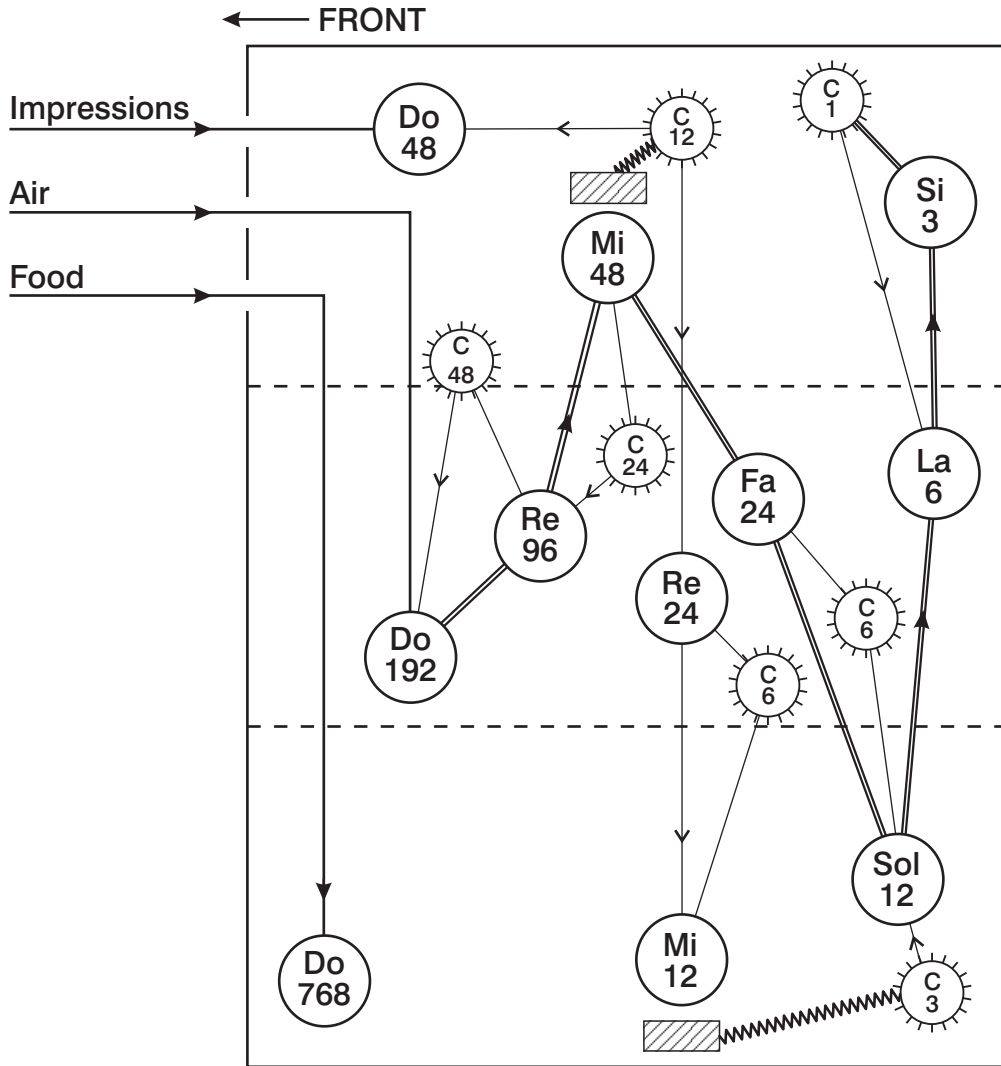 FRONT
Impressions
Do
48
C
12
C
1
Air
Si
3
Mi
48
Food
C
48
C
24
La
6
Fa
24
Re
96
Re
24
C
6
Do
192
C
6
Sol
12
Mi
12
Do
768
C
3